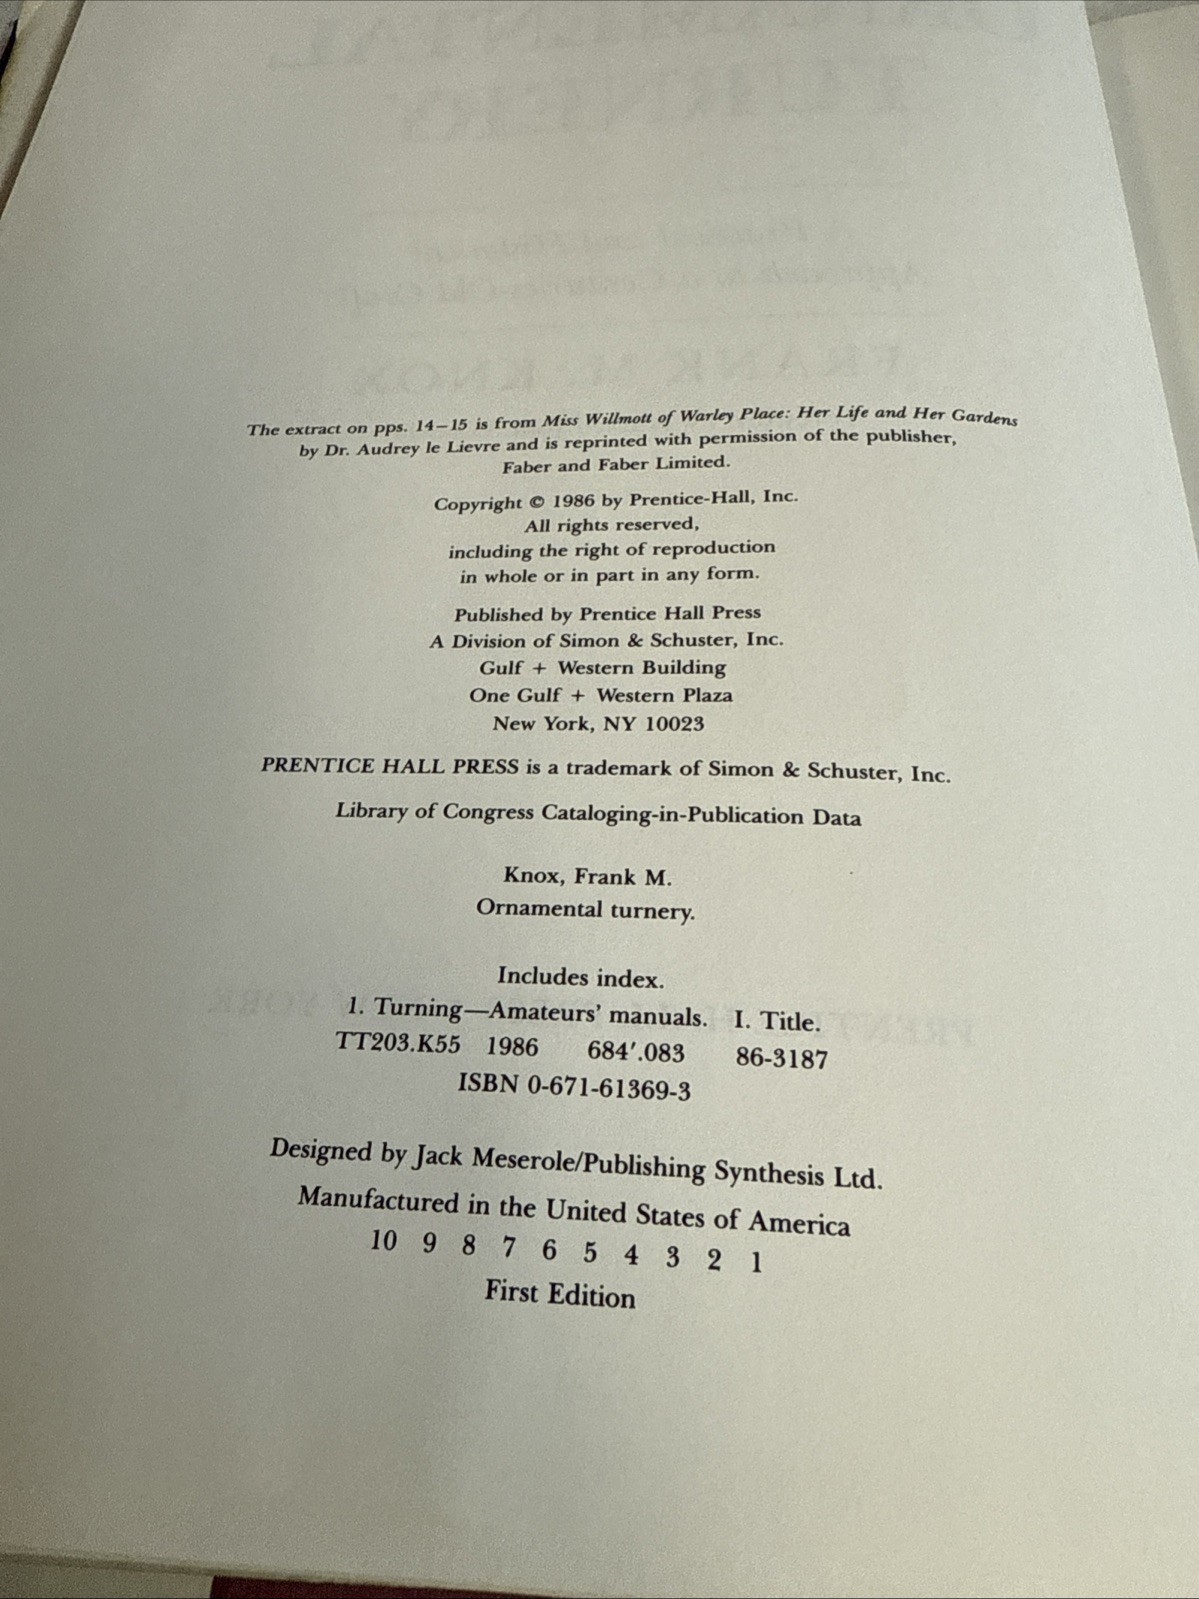 The extract on pps. 14–15 is from Miss Willmott of Warley Place: Her Life and Her Gardens
by Dr. Audrey le Lievre and is reprinted with permission of the publisher,
Faber and Faber Limited.
Copyright © 1986 by Prentice-Hall, Inc.
All rights reserved,
including the right of reproduction
in whole or in part in any form.
Published by Prentice Hall Press
A Division of Simon & Schuster, Inc.
Gulf + Western Building
One Gulf + Western Plaza
New York, NY 10023
PRENTICE HALL PRESS is a trademark of Simon & Schuster, Inc.
Library of Congress Cataloging-in-Publication Data
Knox, Frank M.
Ornamental turnery.
Includes index.
1. Turning—Amateurs' manuals. I. Title.
TT203.K55 1986 684'.083 86-3187
ISBN 0-671-61369-3
Designed by Jack Meserole/Publishing Synthesis Ltd.
Manufactured in the United States of America
10 9 8 7 6 5 4 3 2 1
First Edition